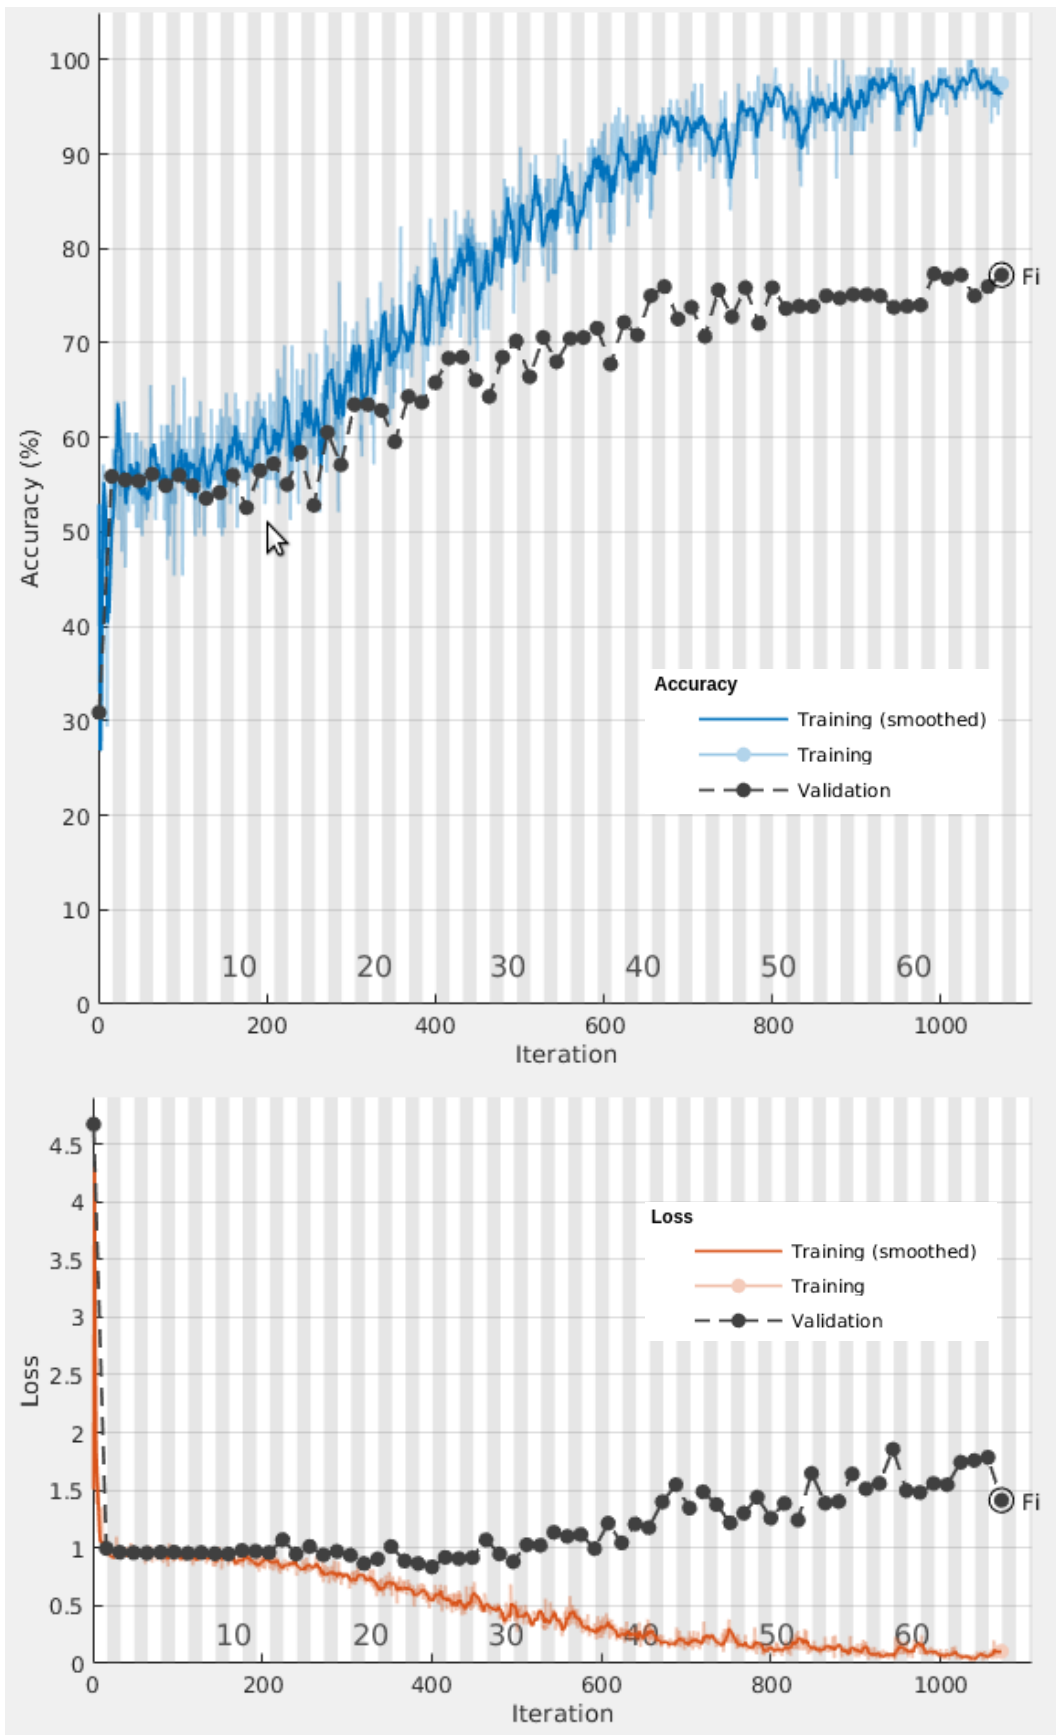 100
90
80
70
60
50
40
30
20
10
0
Accuracy (%)
Fi
Accuracy
Training (smoothed)
Training
Validation
10 20 30 40 50 60
0 200 400 600 800 1000
Iteration
4.5
4
3.5
3
2.5
2
1.5
1
0.5
0
Loss
Loss
Training (smoothed)
Training
Validation
Fi
10 20 30 40 50 60
0 200 400 600 800 1000
Iteration